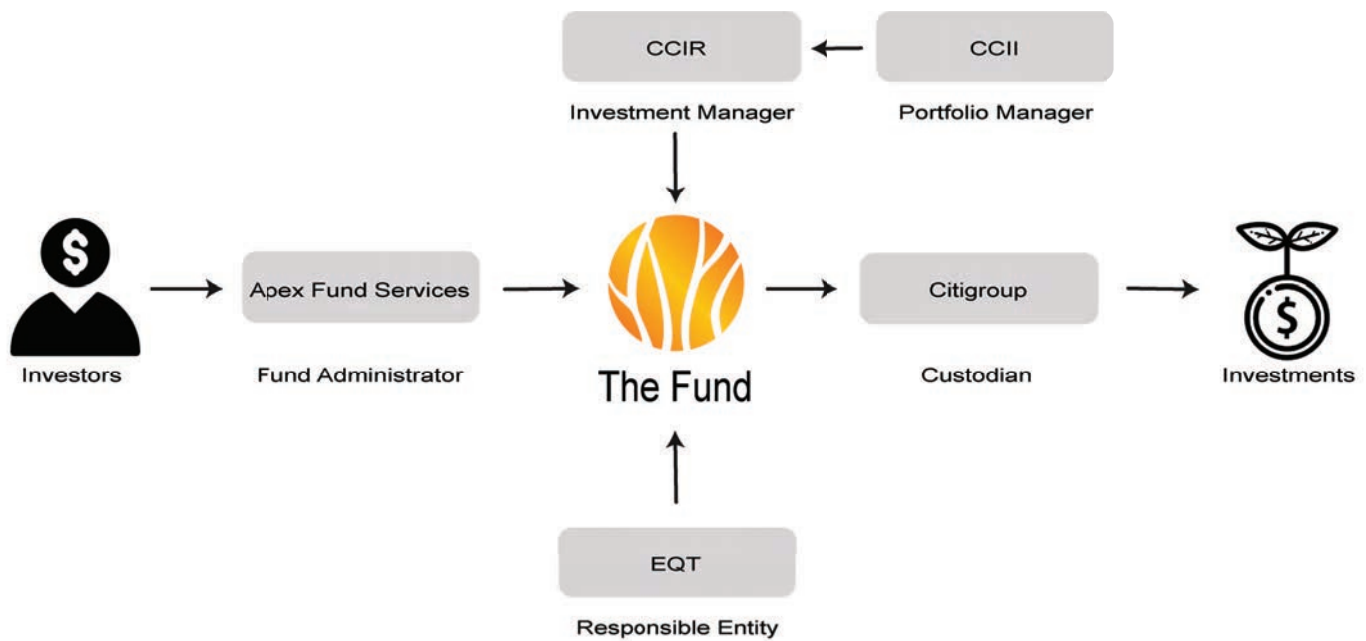 CCIR
CCII
Investment Manager
Portfolio Manager
$
Apex Fund Services
Citigroup
$
Investors
Fund Administrator
The Fund
Custodian
Investments
EQT
Responsible Entity